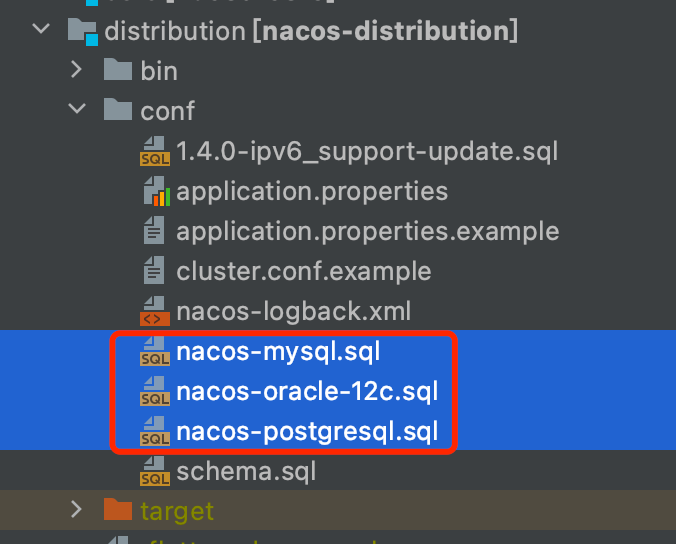 distribution [nacos-distribution]
bin
conf
SQL 1.4.0-ipv6_support-update.sql
application.properties
application.properties.example
cluster.conf.example
<> nacos-logback.xml
SQL nacos-mysql.sql
SQL nacos-oracle-12c.sql
SQL nacos-postgresql.sql
SQL schema.sql
target